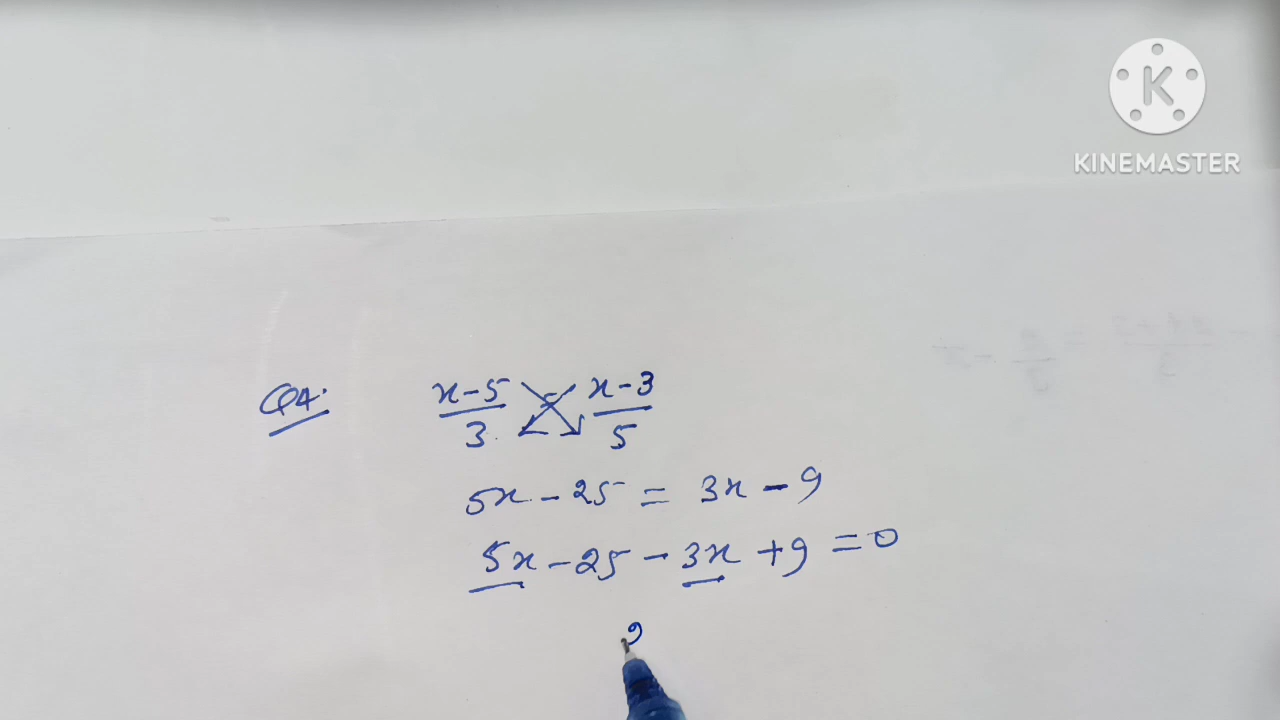 K
KINEMASTER
Q4. x-5/3 = x-3/5
5x - 25 = 3x - 9
5x - 25 - 3x + 9 = 0